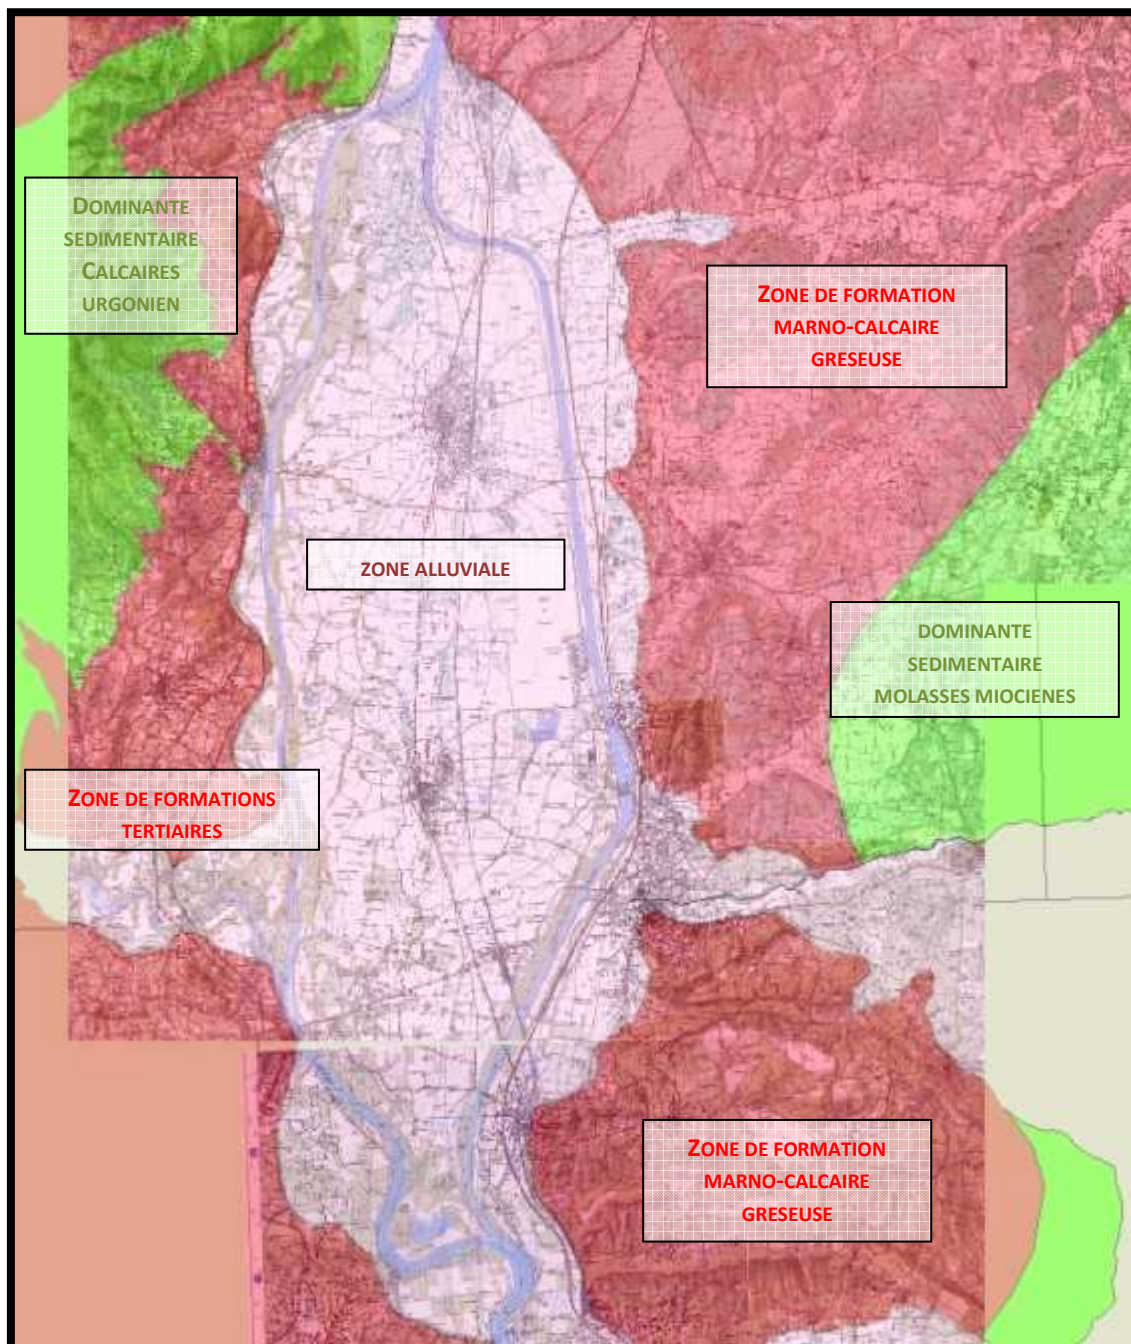 DOMINANTE
SEDIMENTAIRE
CALCAIRES
URGONIEN
ZONE DE FORMATION
MARNO-CALCAIRE
GRESEUSE
ZONE ALLUVIALE
DOMINANTE
SEDIMENTAIRE
MOLASSES MIOCIENES
ZONE DE FORMATIONS
TERTIAIRES
ZONE DE FORMATION
MARNO-CALCAIRE
GRESEUSE